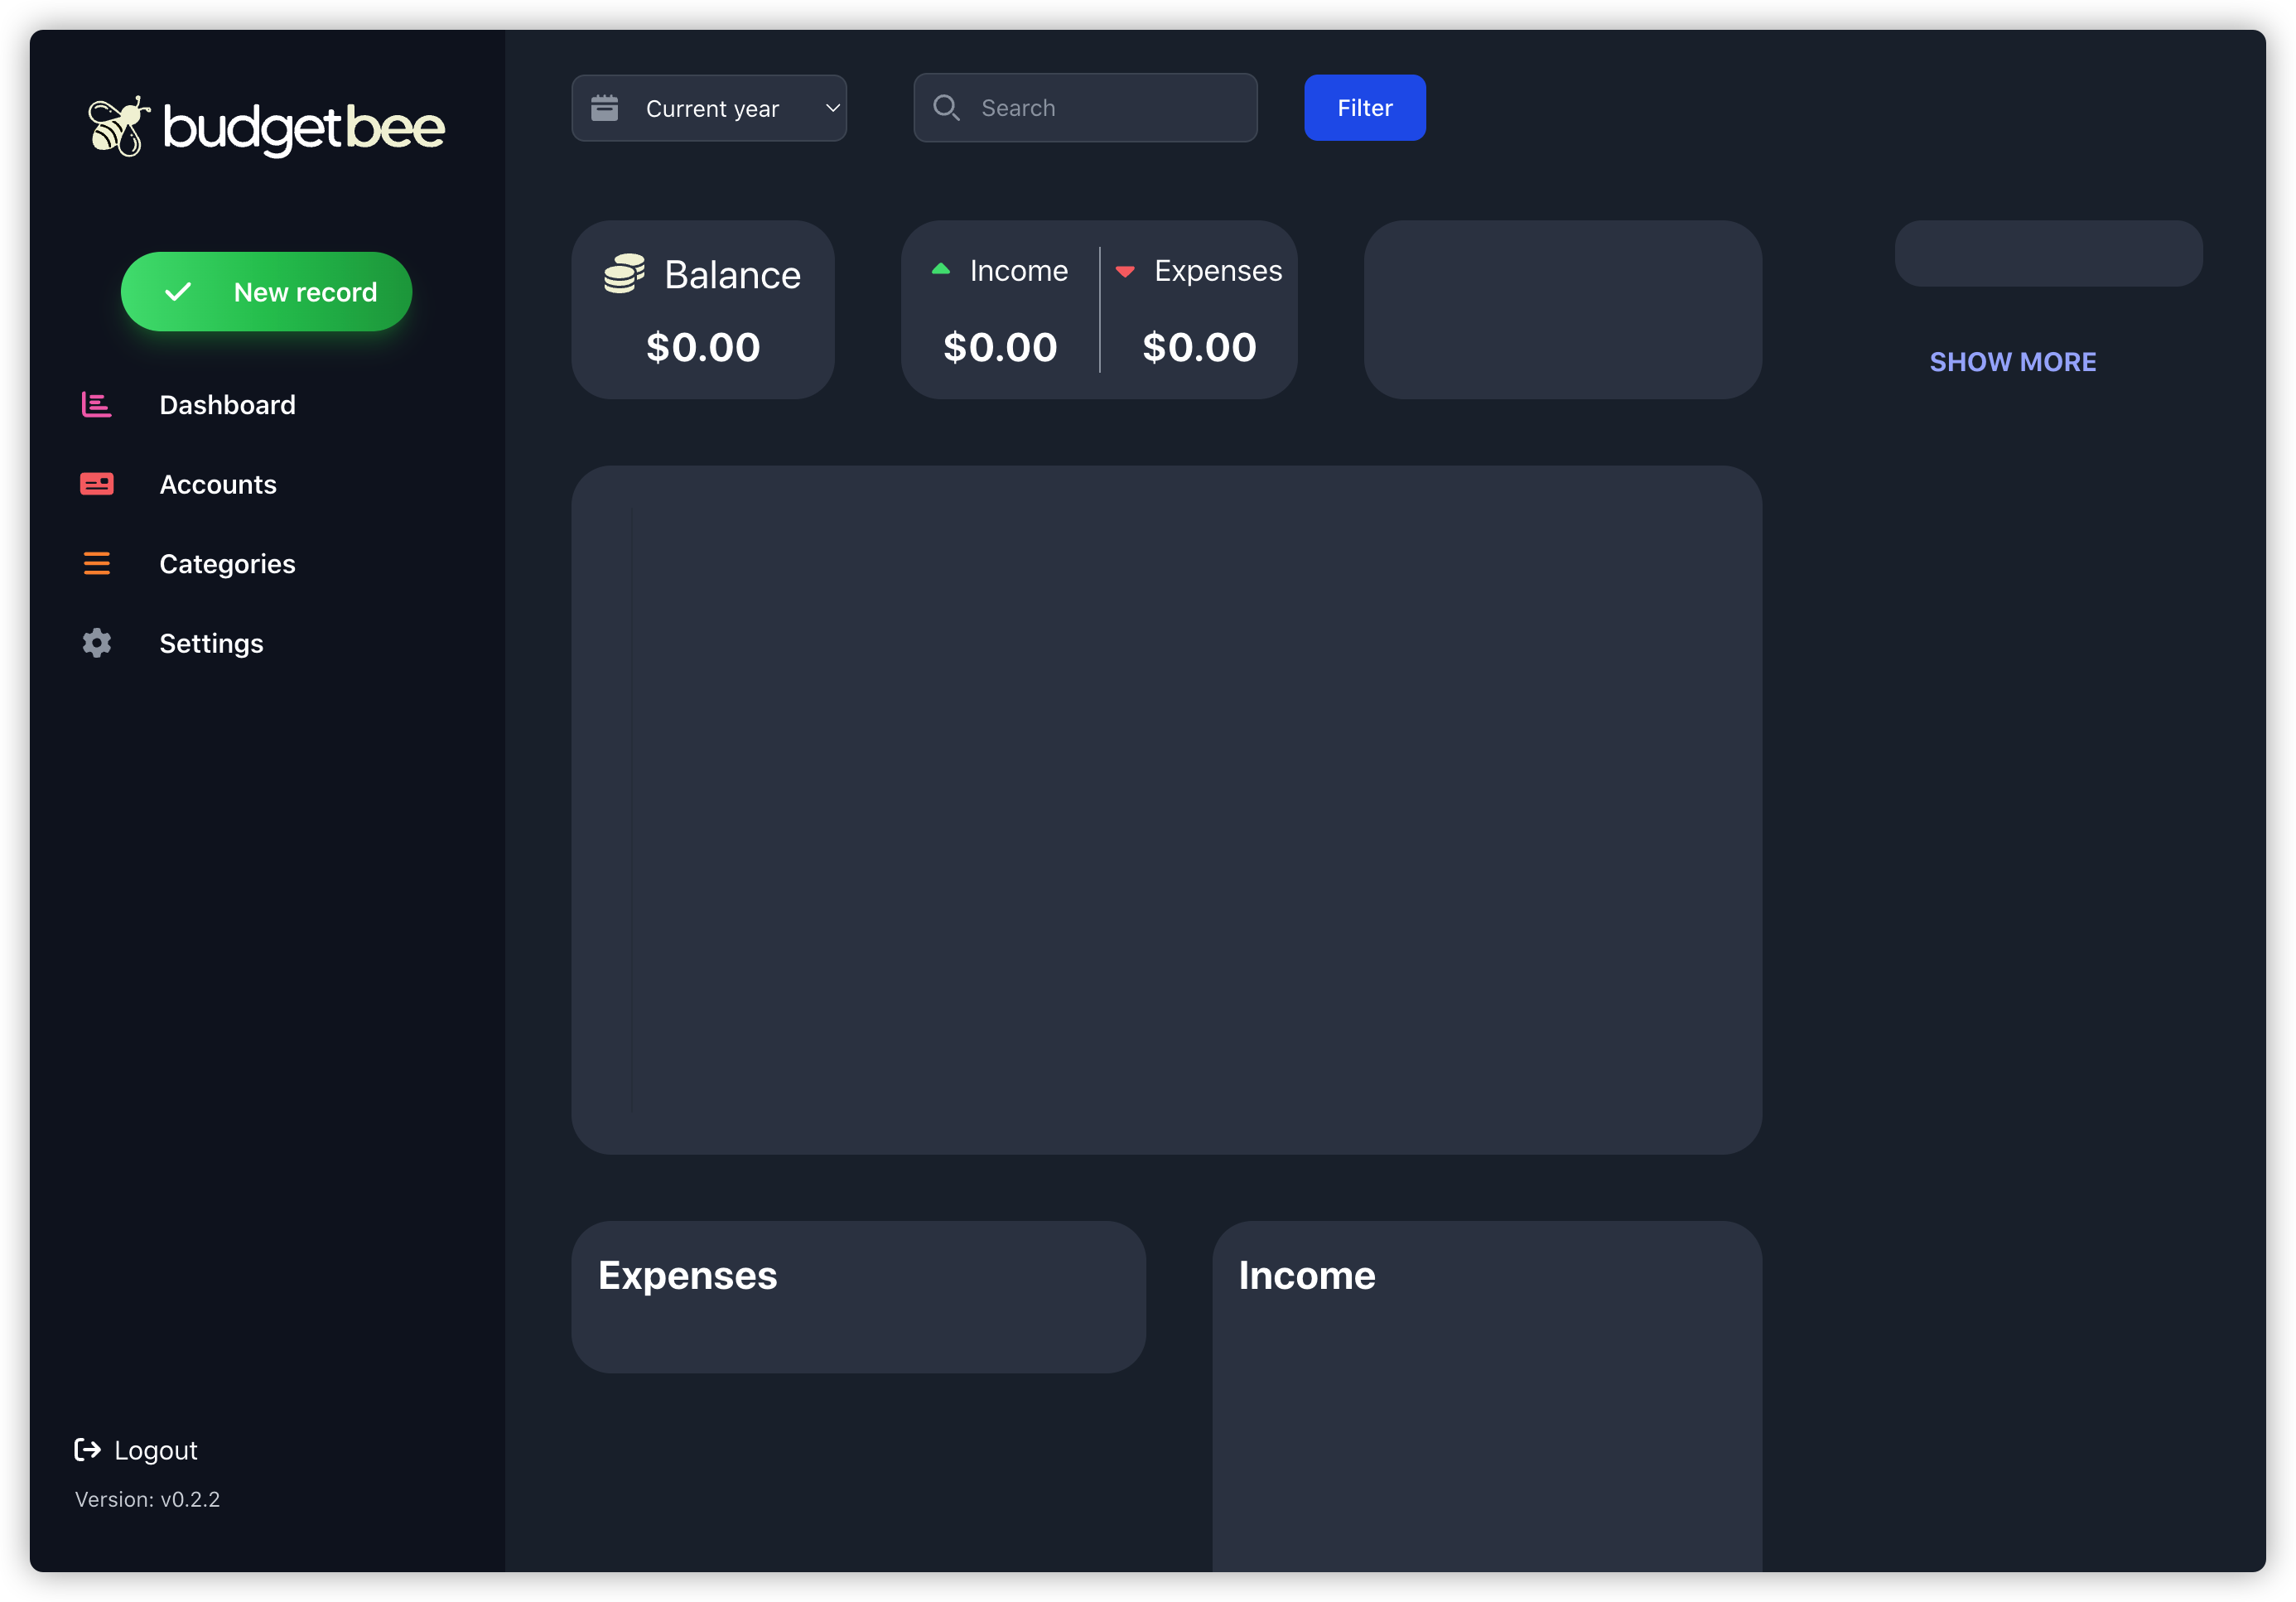 budgetbee
New record
Dashboard
Accounts
Categories
Settings
Logout
Version: v0.2.2
Current year
Search
Filter
Balance
$0.00
Income
$0.00
Expenses
$0.00
SHOW MORE
Expenses
Income